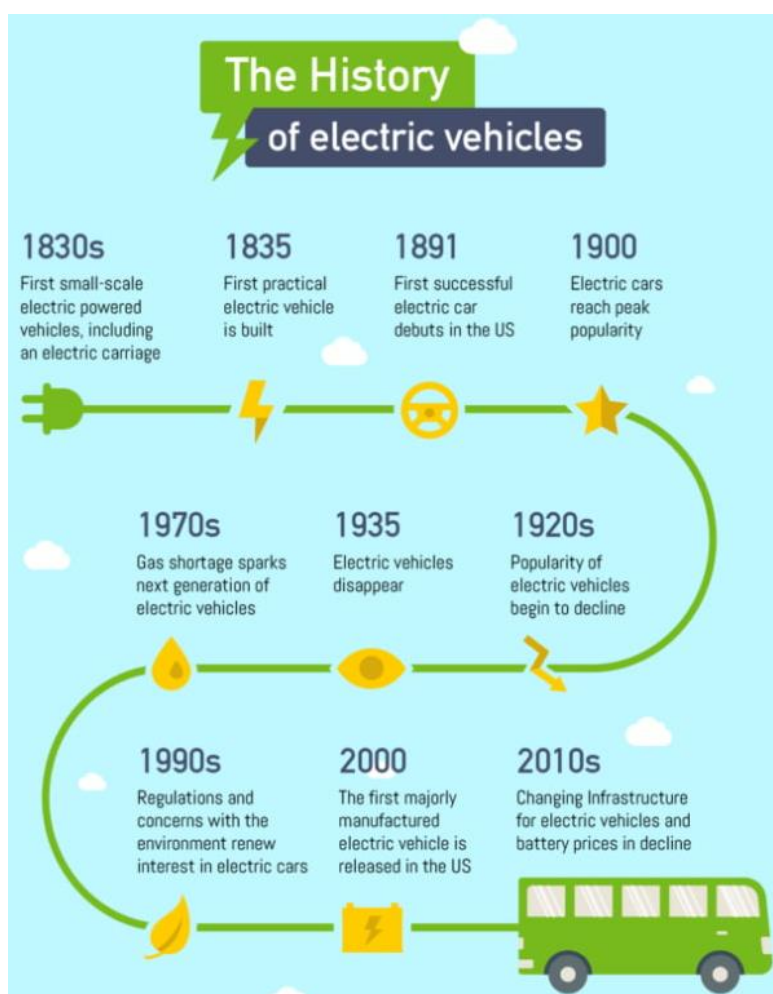 The History
of electric vehicles
1830s
First small-scale
electric powered
vehicles, including
an electric carriage
1835
First practical
electric vehicle
is built
1891
First successful
electric car
debuts in the US
1900
Electric cars
reach peak
popularity
1920s
Popularity of
electric vehicles
begin to decline
1935
Electric vehicles
disappear
1970s
Gas shortage sparks
next generation of
electric vehicles
1990s
Regulations and
concerns with the
environment renew
interest in electric cars
2000
The first majorly
manufactured
electric vehicle is
released in the US
2010s
Changing Infrastructure
for electric vehicles and
battery prices in decline